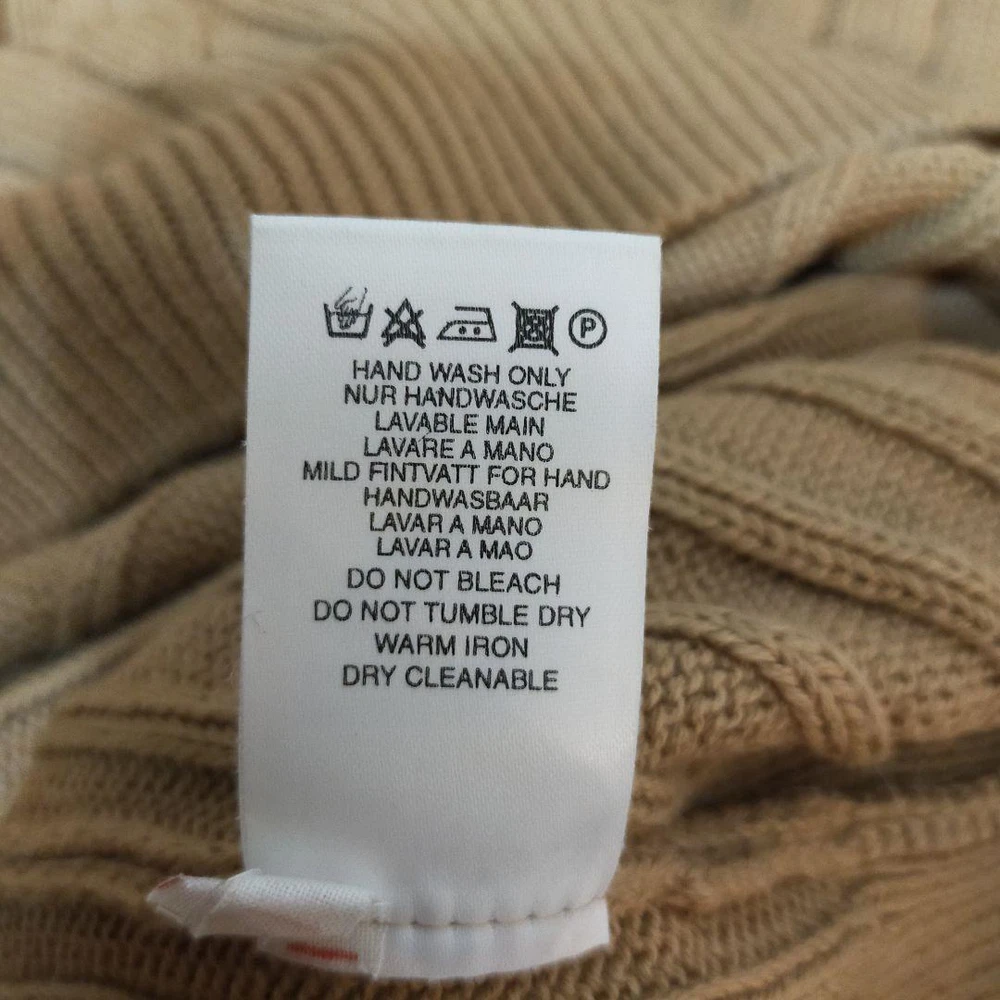 P
HAND WASH ONLY
NUR HANDWASCHE
LAVABLE MAIN
LAVARE A MANO
MILD FINTVATT FOR HAND
HANDWASBAAR
LAVAR A MANO
LAVAR A MAO
DO NOT BLEACH
DO NOT TUMBLE DRY
WARM IRON
DRY CLEANABLE